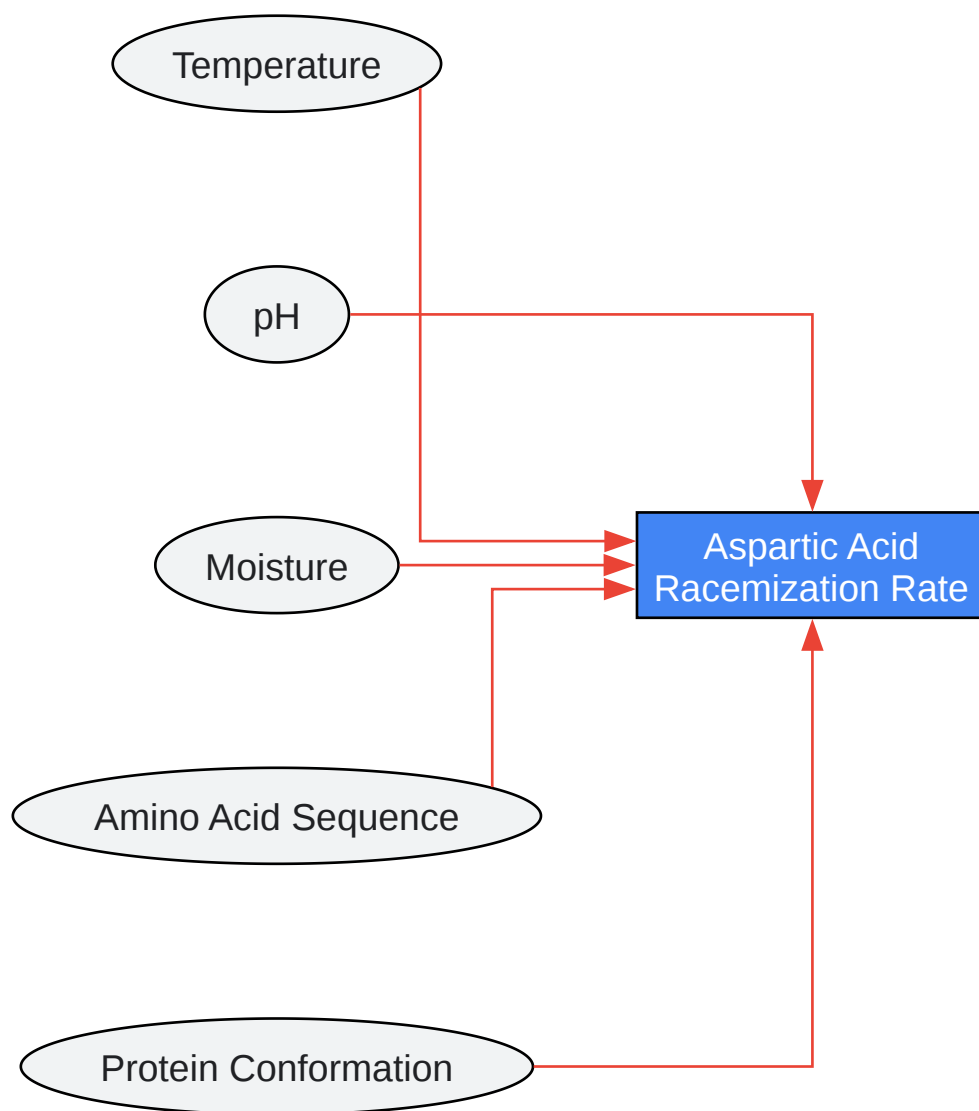 Temperature
pH
Moisture
Aspartic Acid
Racemization Rate
Amino Acid Sequence
Protein Conformation